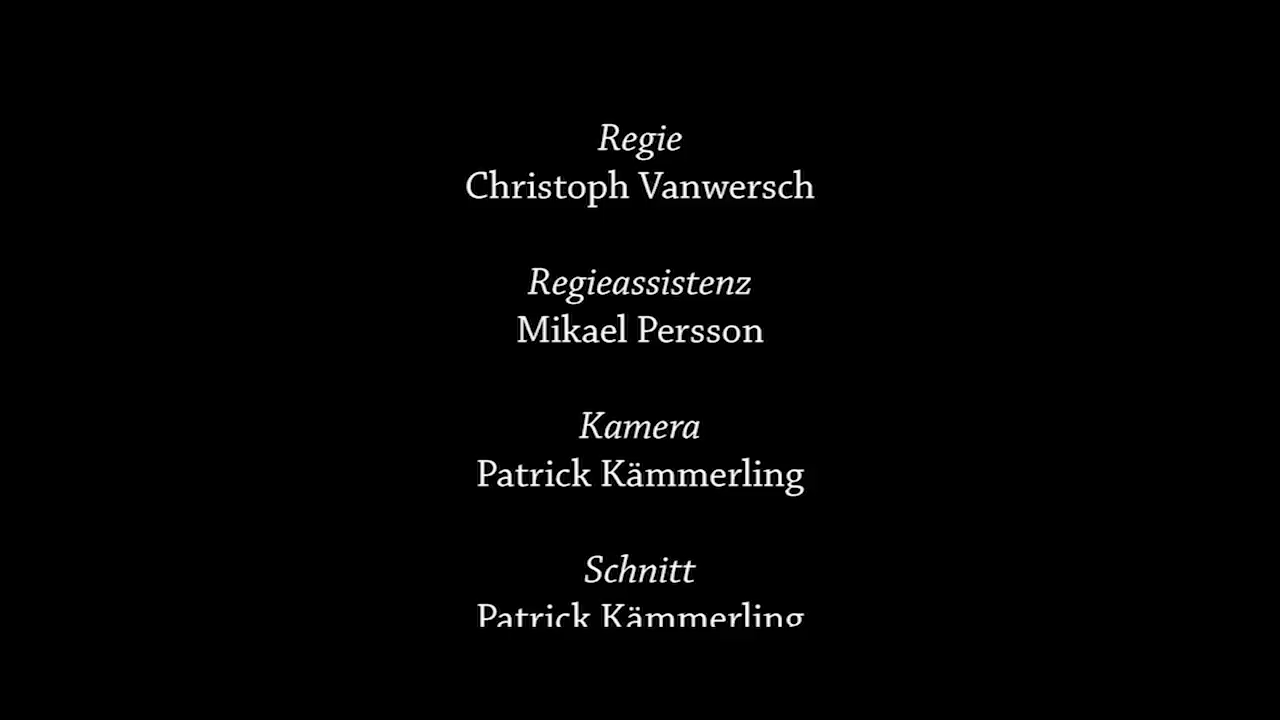 Regie
Christoph Vanwersch
Regieassistenz
Mikael Persson
Kamera
Patrick Kämmerling
Schnitt
Patrick Kämmerling